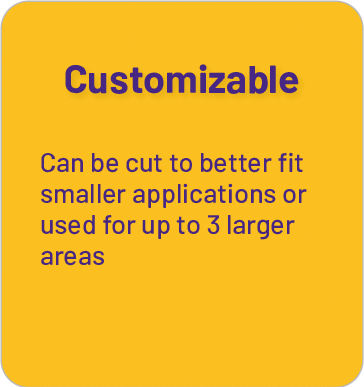 Customizable
Can be cut to better fit
smaller applications or
used for up to 3 larger
areas